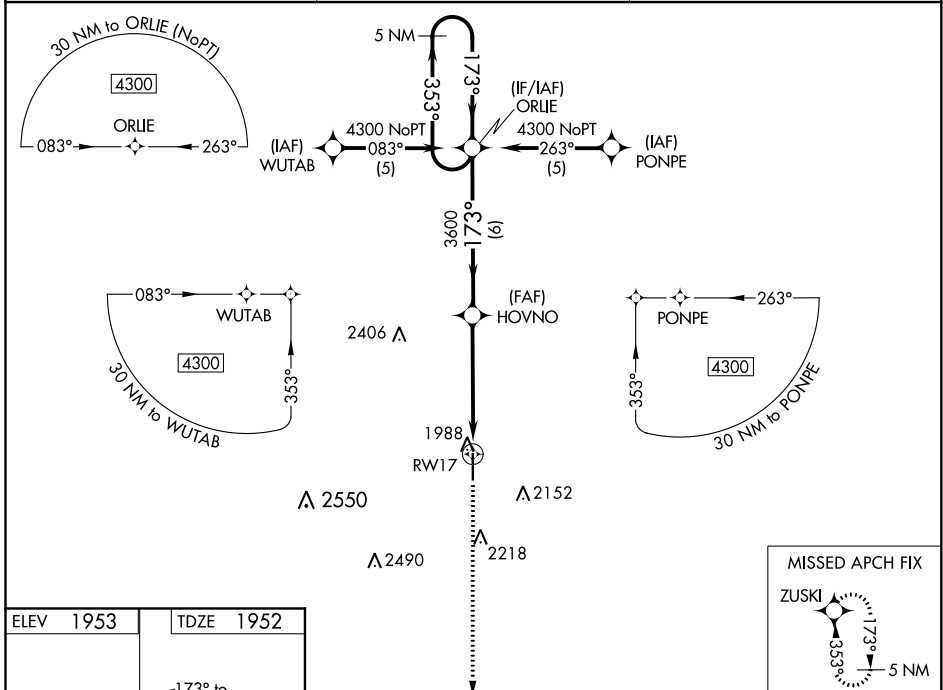 30 NM to ORLIE (NoPT)
4300
ORLIE
083°
263°
5 NM
353°
173°
(IF/IAF)
ORLIE
(IAF)
WUTAB
4300 NoPT
083°
(5)
4300 NoPT
263°
(5)
(IAF)
PONPE
3600
173°
(6)
(FAF)
HOVNO
083°
WUTAB
4300
353°
30 NM to WUTAB
263°
PONPE
4300
353°
30 NM to PONPE
2406
1988
RW17
2550
2152
2490
2218
MISSED APCH FIX
ZUSKI
353°
173°
5 NM
ELEV 1953
TDZE 1952
173° to